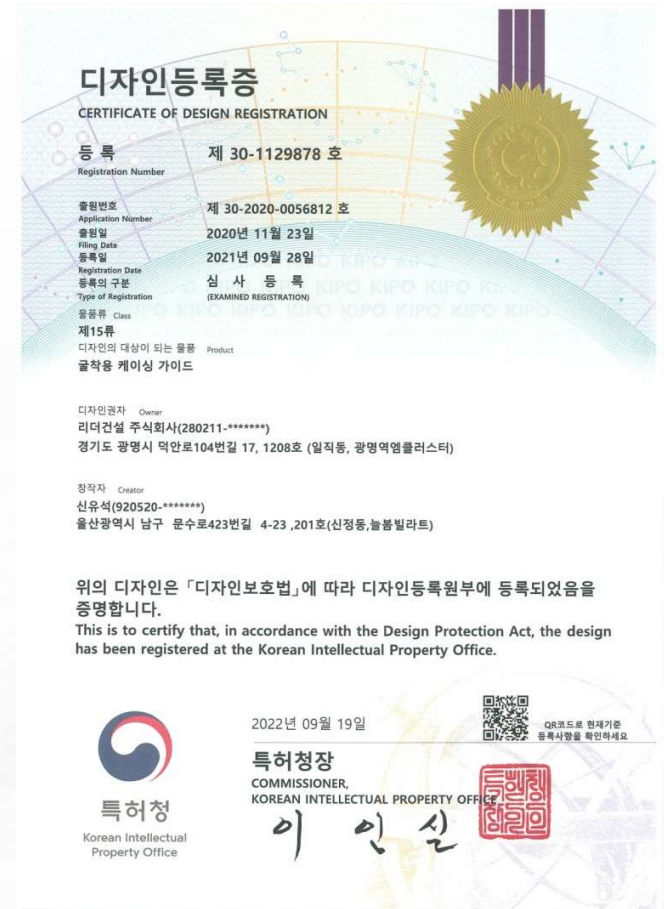 디자인등록증
CERTIFICATE OF DESIGN REGISTRATION
등 록 제 30-1129878 호
Registration Number
출원번호 제 30-2020-0056812 호
Application Number
출원일 2020년 11월 23일
Filing Date
등록일 2021년 09월 28일
Registration Date
등록의 구분 심 사 등 록
Type of Registration (EXAMINED REGISTRATION)
물품류 Class
제15류
디자인의 대상이 되는 물품 Product
굴착용 케이싱 가이드
디자인권자 Owner
리더건설 주식회사(280211-*******)
경기도 광명시 덕안로104번길 17, 1208호 (일직동, 광명역엠클러스터)
창작자 Creator
신유석(920520-*******)
울산광역시 남구 문수로423번길 4-23 ,201호(신정동,늘봄빌라트)
위의 디자인은 「디자인보호법」에 따라 디자인등록원부에 등록되었음을
증명합니다.
This is to certify that, in accordance with the Design Protection Act, the design
has been registered at the Korean Intellectual Property Office.
2022년 09월 19일
QR코드로 현재기준
등록사항을 확인하세요
특허청장
COMMISSIONER,
KOREAN INTELLECTUAL PROPERTY OFFICE
이 인 실
특허청
Korean Intellectual
Property Office